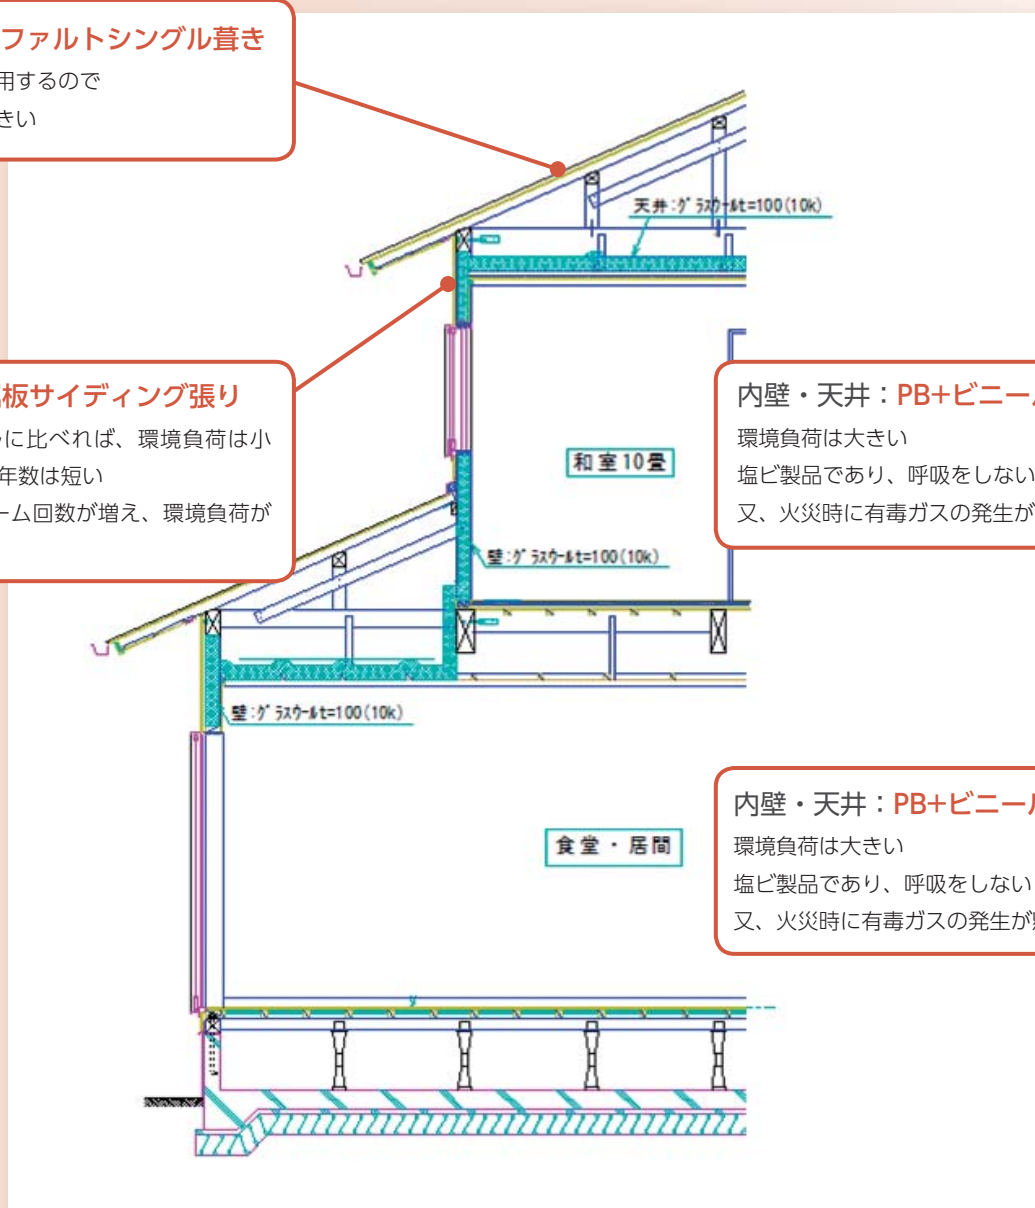 ファルトシングル葺き
用するので
きい
天井:グラスウールt=100(10k)
板サイディング張り
に比べれば、環境負荷は小
年数は短い
ーム回数が増え、環境負荷が
内壁・天井：PB+ビニー
環境負荷は大きい
塩ビ製品であり、呼吸をしない
又、火災時に有毒ガスの発生が
和室10畳
壁:グラスウールt=100(10k)
壁:グラスウールt=100(10k)
内壁・天井：PB+ビニー
環境負荷は大きい
塩ビ製品であり、呼吸をしない
又、火災時に有毒ガスの発生が
食堂・居間